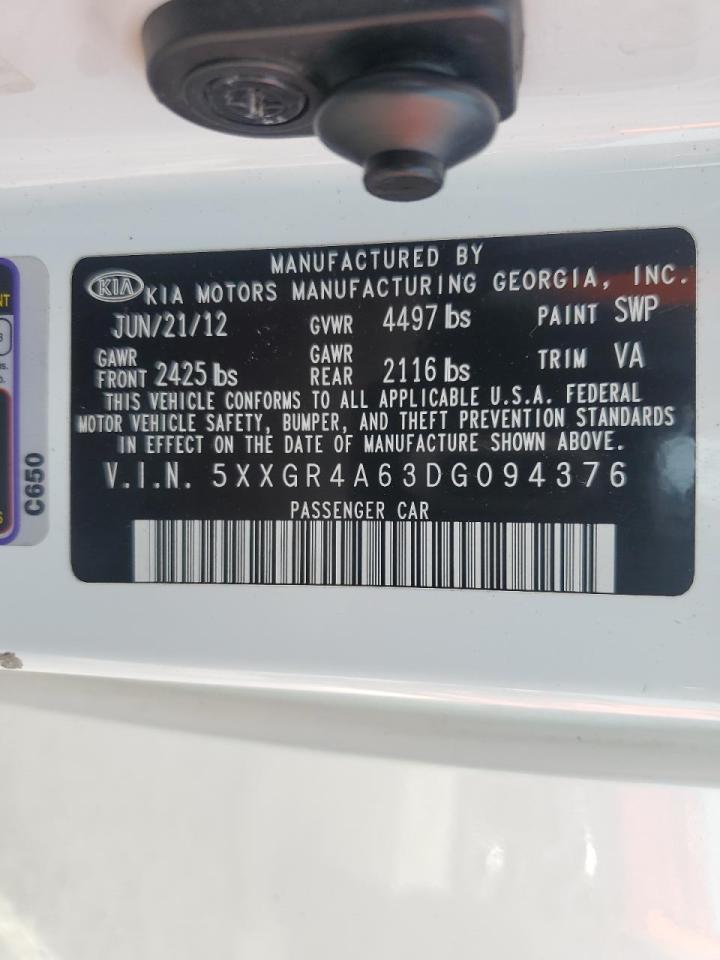 MANUFACTURED BY
KIA KIA MOTORS MANUFACTURING GEORGIA, INC.
JUN/21/12 GVWR 4497 lbs PAINT SWP
GAWR FRONT 2425 lbs GAWR REAR 2116 lbs TRIM VA
THIS VEHICLE CONFORMS TO ALL APPLICABLE U.S.A. FEDERAL
MOTOR VEHICLE SAFETY, BUMPER, AND THEFT PREVENTION STANDARDS
IN EFFECT ON THE DATE OF MANUFACTURE SHOWN ABOVE.
V.I.N. 5XXGR4A63DG094376
PASSENGER CAR
C650